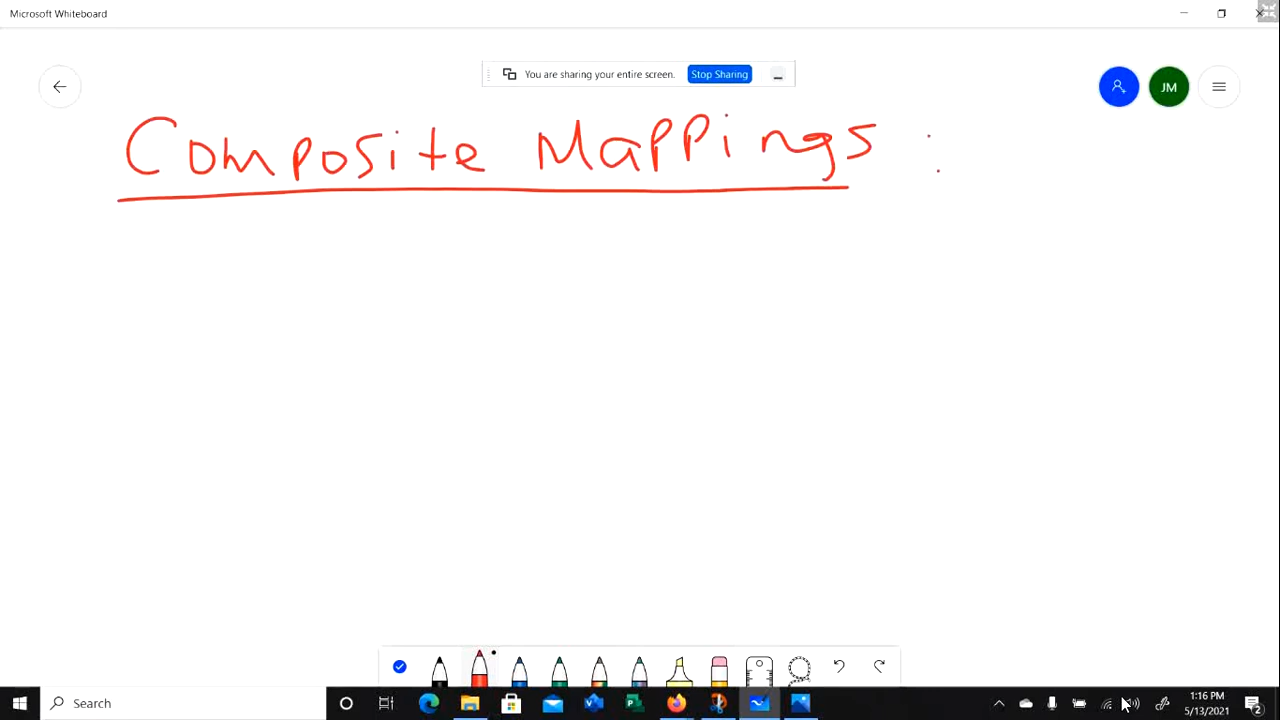 Microsoft Whiteboard
You are sharing your entire screen. Stop Sharing
JM
Composite Mappings :
Search
1:16 PM
5/13/2021
2